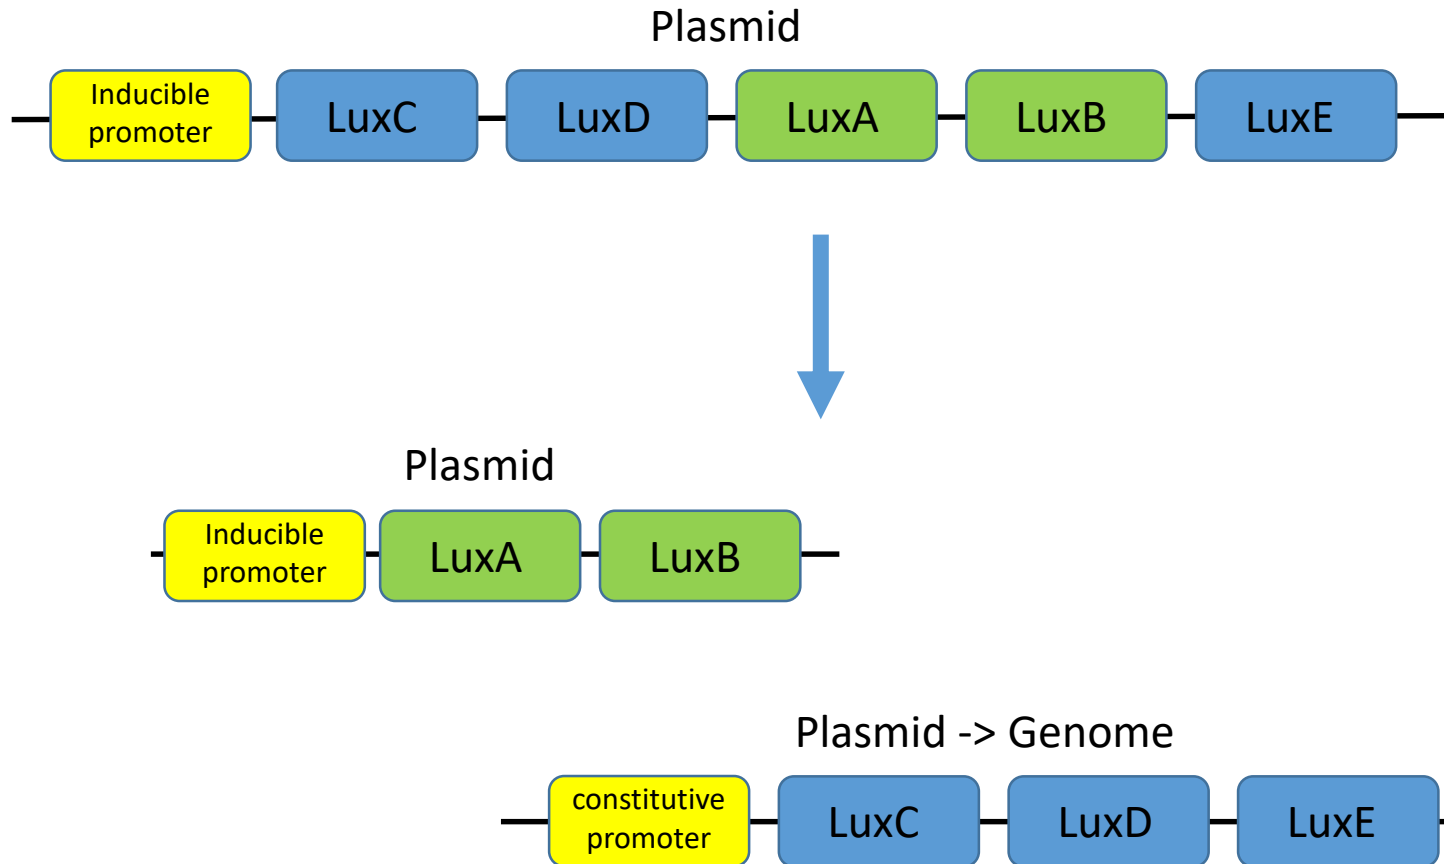 Plasmid
Inducible
promoter
LuxC
LuxD
LuxA
LuxB
LuxE
Plasmid
Inducible
promoter
LuxA
LuxB
Plasmid -> Genome
constitutive
promoter
LuxC
LuxD
LuxE